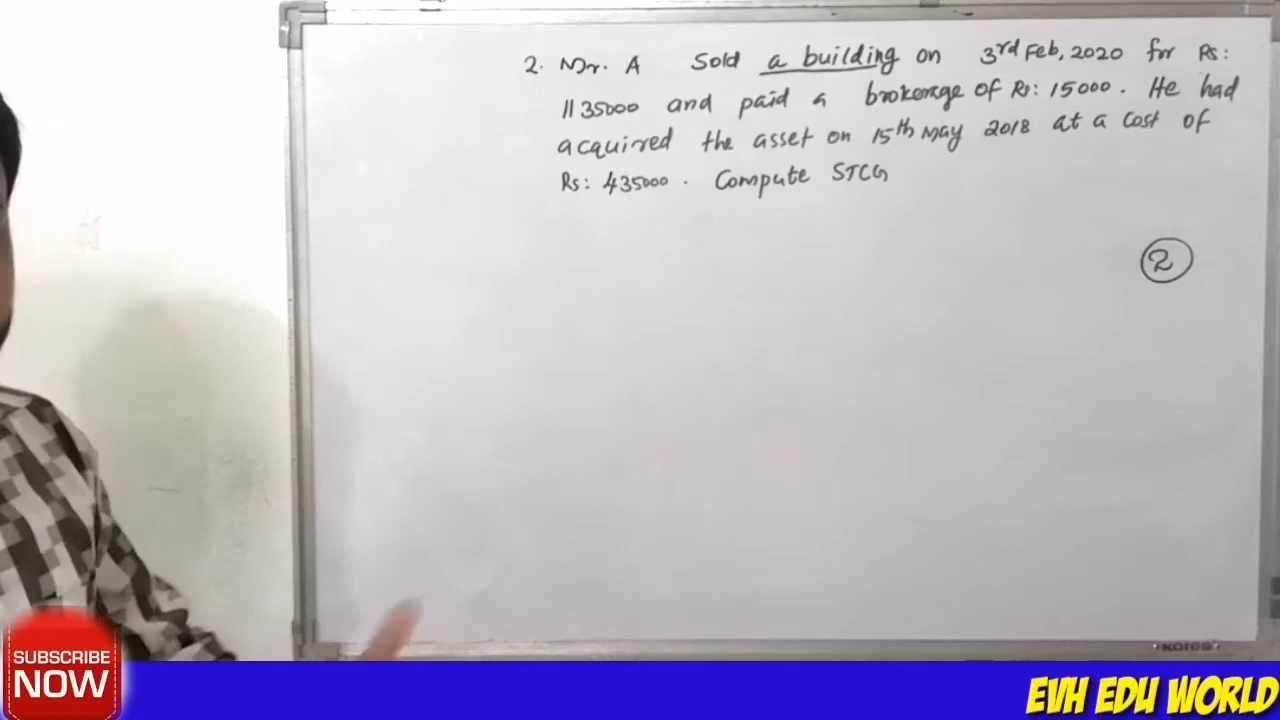 2. Mr. A Sold a building on 3rd Feb, 2020 for Rs:
1135000 and paid a brokerage of Rs: 15000. He had
acquired the asset on 15th May 2018 at a Cost of
Rs: 435000. Compute STCG
2
kores
SUBSCRIBE
NOW
EVH EDU WORLD